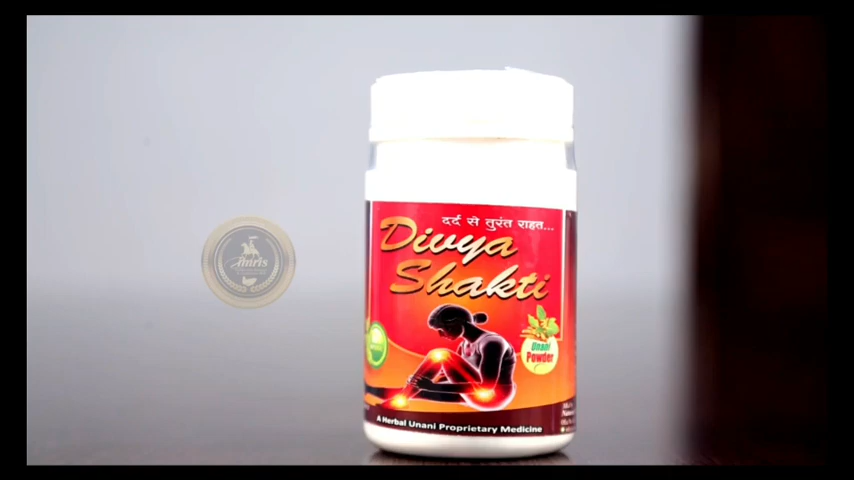 दर्द से तुरंत राहत...
Divya
Shakti
Unani
Powder
A Herbal Unani Proprietary Medicine